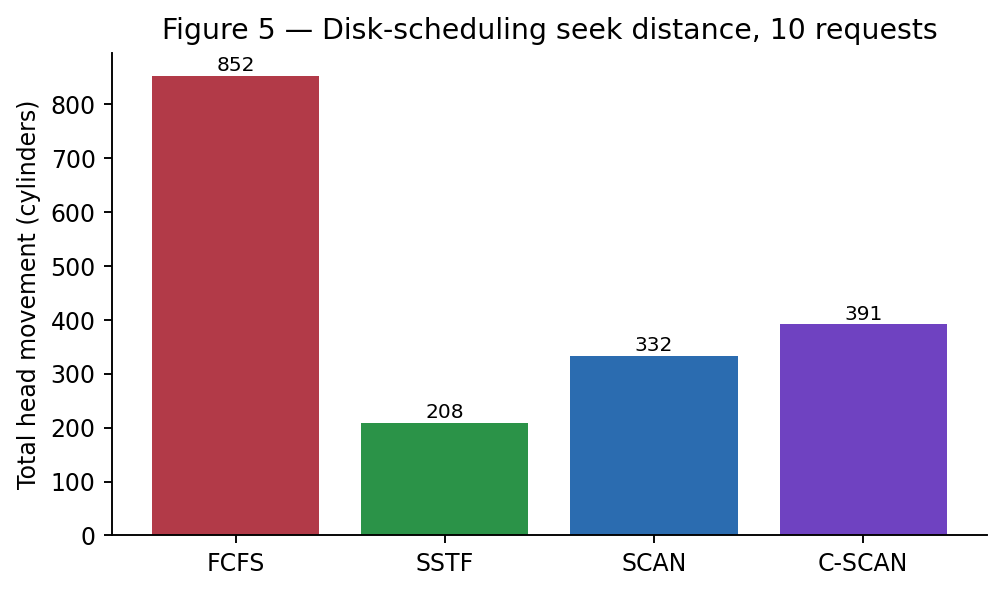 Figure 5 — Disk-scheduling seek distance, 10 requests
Total head movement (cylinders)
800
700
600
500
400
300
200
100
0
852
208
332
391
FCFS
SSTF
SCAN
C-SCAN